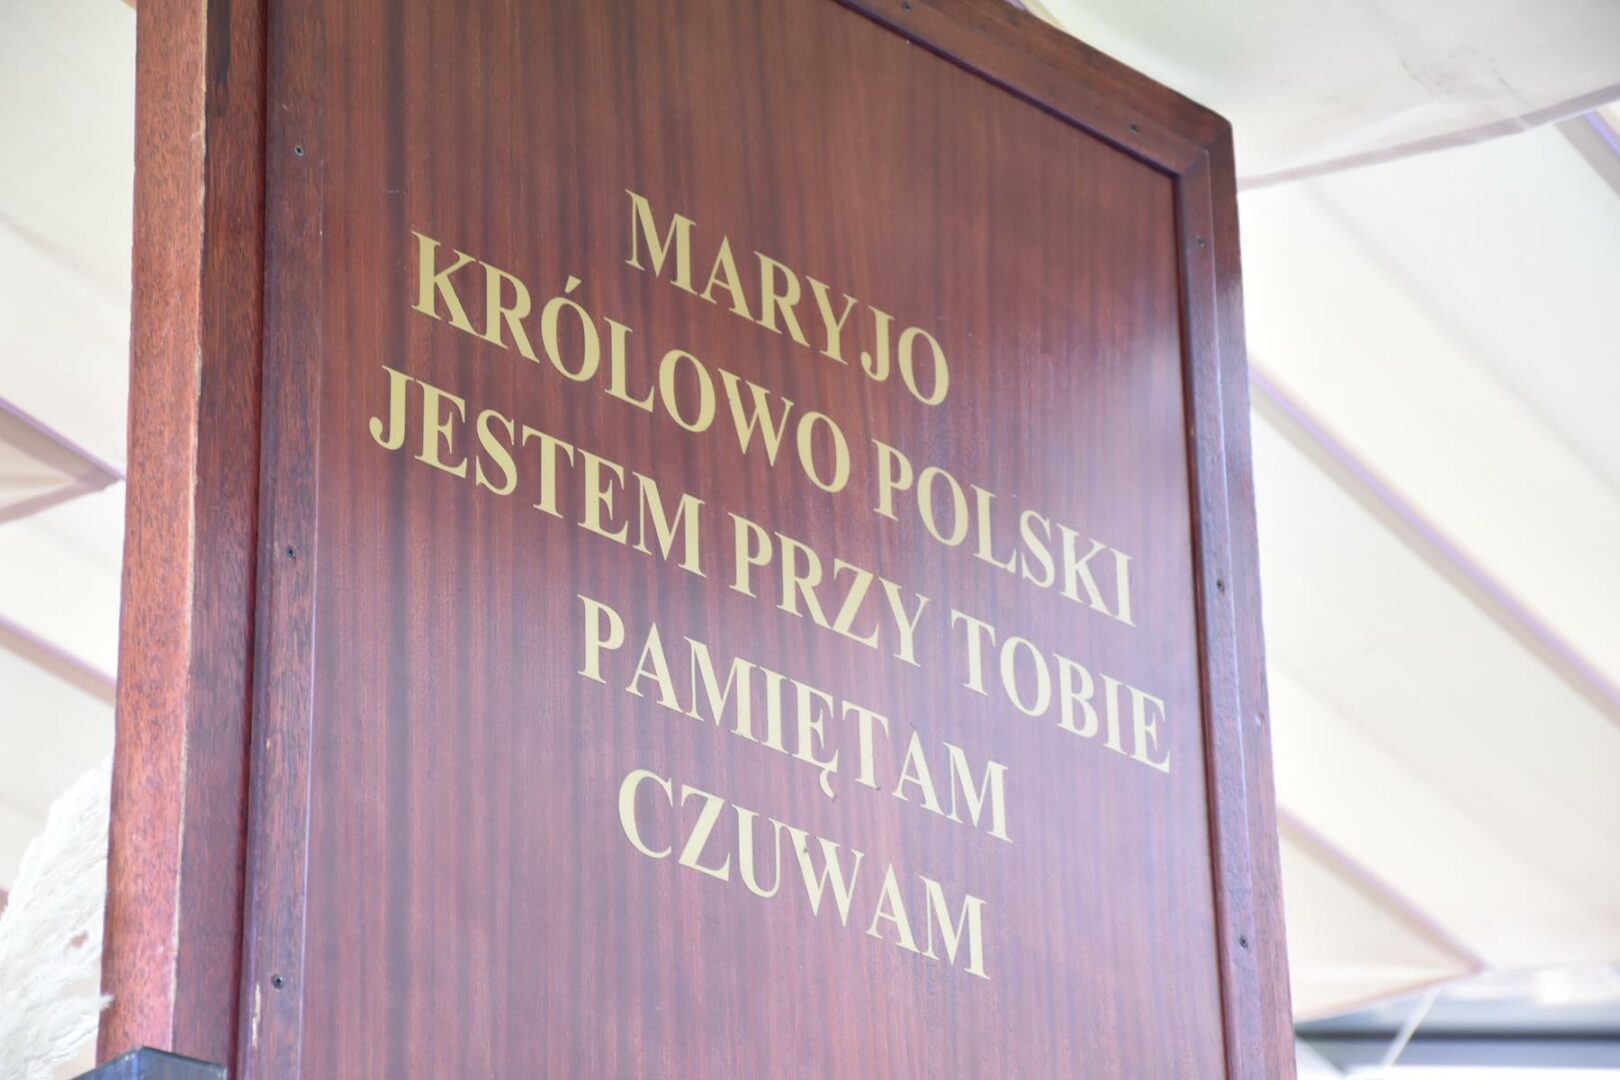 MARYJO
KRÓLOWO POLSKI
JESTEM PRZY TOBIE
PAMIĘTAM
CZUWAM